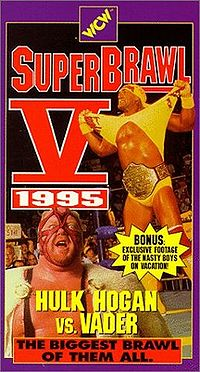 WCW
SUPERBRAWL
V
1995
BONUS:
EXCLUSIVE FOOTAGE
OF THE NASTY BOYS
ON VACATION!
HULK HOGAN
VS. VADER
THE BIGGEST BRAWL
OF THEM ALL.